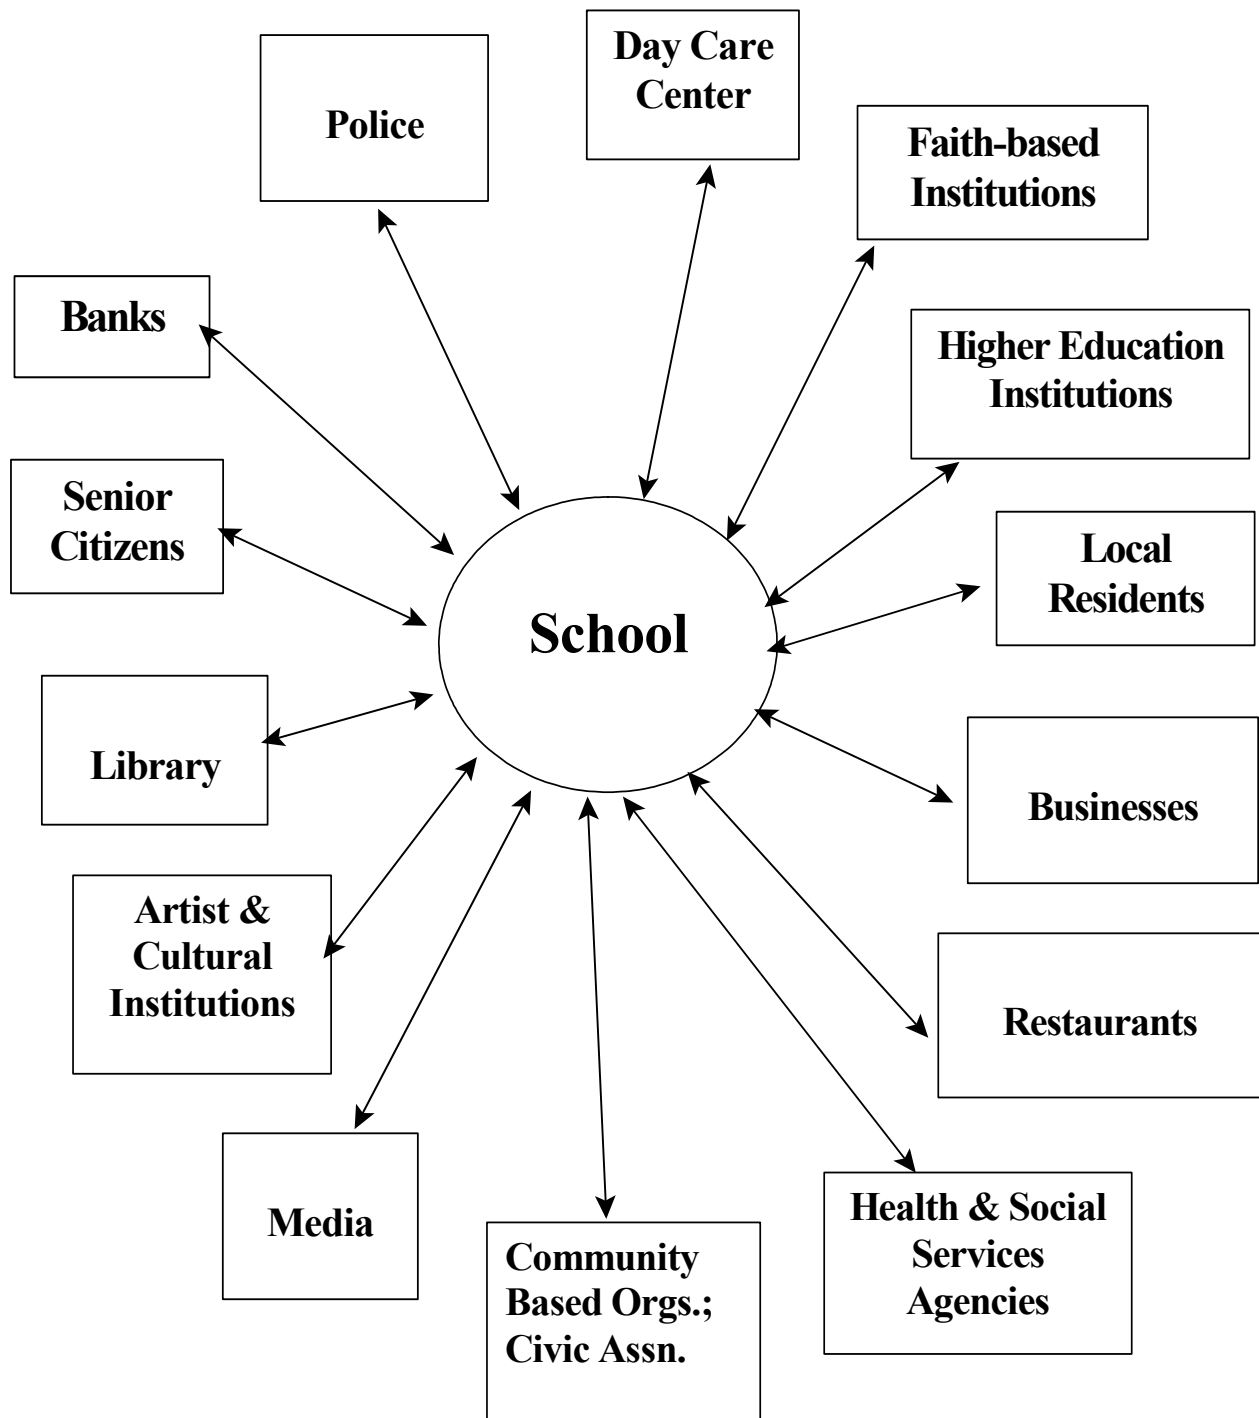 Police
Day Care
Center
Faith-based
Institutions
Banks
Higher Education
Institutions
Senior
Citizens
Local
Residents
School
Library
Businesses
Artist &
Cultural
Institutions
Restaurants
Media
Community
Based Orgs.;
Civic Assn.
Health & Social
Services
Agencies